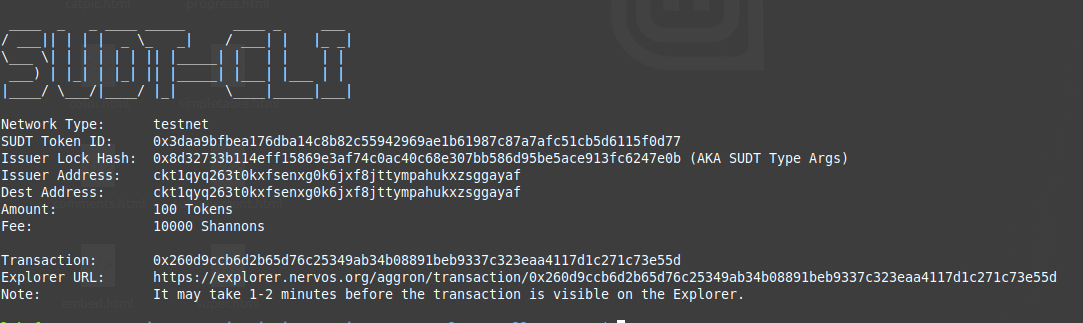 SUDT-CLI
Network Type: testnet
SUDT Token ID: 0x3daa9bfbea176dba14c8b82c55942969ae1b61987c87a7afc51cb5d6115f0d77
Issuer Lock Hash: 0x8d32733b114eff15869e3af74c0ac40c68e307bb586d95be5ace913fc6247e0b (AKA SUDT Type Args)
Issuer Address: ckt1qyq263t0kxfsenxg0k6jxf8jttympahukxzsggayaf
Dest Address: ckt1qyq263t0kxfsenxg0k6jxf8jttympahukxzsggayaf
Amount: 100 Tokens
Fee: 10000 Shannons
Transaction: 0x260d9ccb6d2b65d76c25349ab34b08891beb9337c323eaa4117d1c271c73e55d
Explorer URL: https://explorer.nervos.org/aggron/transaction/0x260d9ccb6d2b65d76c25349ab34b08891beb9337c323eaa4117d1c271c73e55d
Note: It may take 1-2 minutes before the transaction is visible on the Explorer.